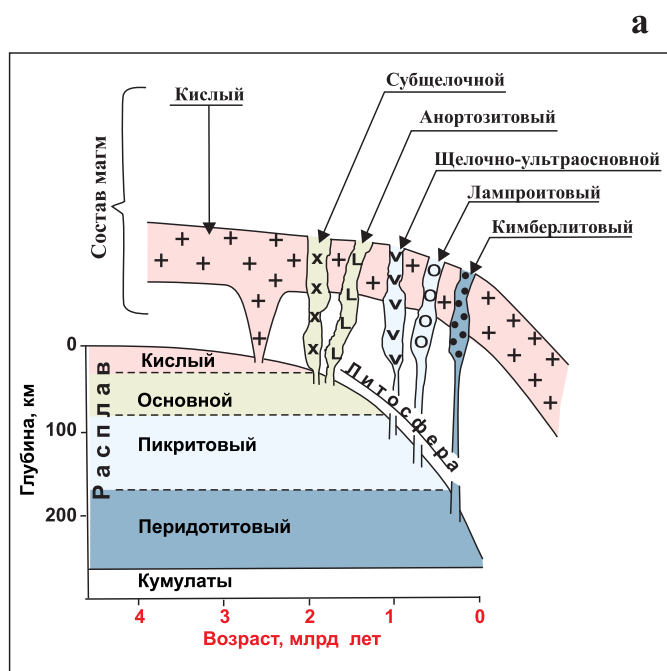 а
Кислый
Субщелочной
Анортозитовый
Щелочно-ультраосновной
Лампроитовый
Кимберлитовый
Состав магм
Глубина, км
Расплав
0
100
200
Кислый
Основной
Пикритовый
Перидотитовый
Кумулаты
Литосфера
4 3 2 1 0
Возраст, млрд лет